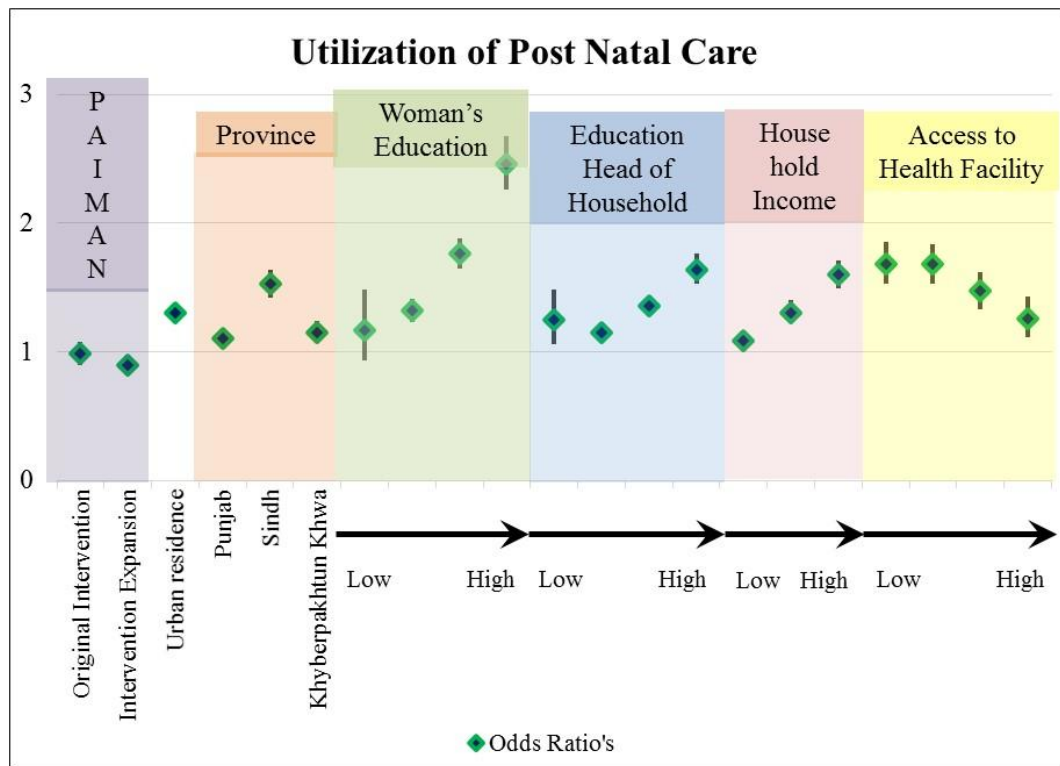 Utilization of Post Natal Care
3
2
1
0
P
A
I
M
A
N
Province
Woman's
Education
Education
Head of
Household
House
hold
Income
Access to
Health Facility
Original Intervention
Intervention Expansion
Urban residence
Punjab
Sindh
Khyberpakhtun Khwa
Low
High
Low
High
Low
High
Low
High
Odds Ratio's